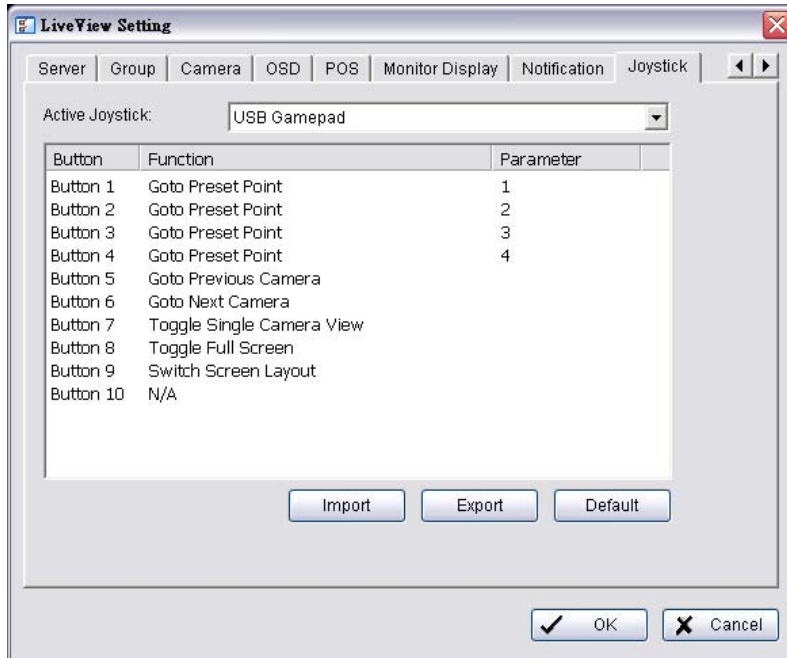 LiveView Setting
Server Group Camera OSD POS Monitor Display Notification Joystick
Active Joystick: USB Gamepad
Button Function Parameter
Button 1 Goto Preset Point 1
Button 2 Goto Preset Point 2
Button 3 Goto Preset Point 3
Button 4 Goto Preset Point 4
Button 5 Goto Previous Camera
Button 6 Goto Next Camera
Button 7 Toggle Single Camera View
Button 8 Toggle Full Screen
Button 9 Switch Screen Layout
Button 10 N/A
Import Export Default
OK Cancel